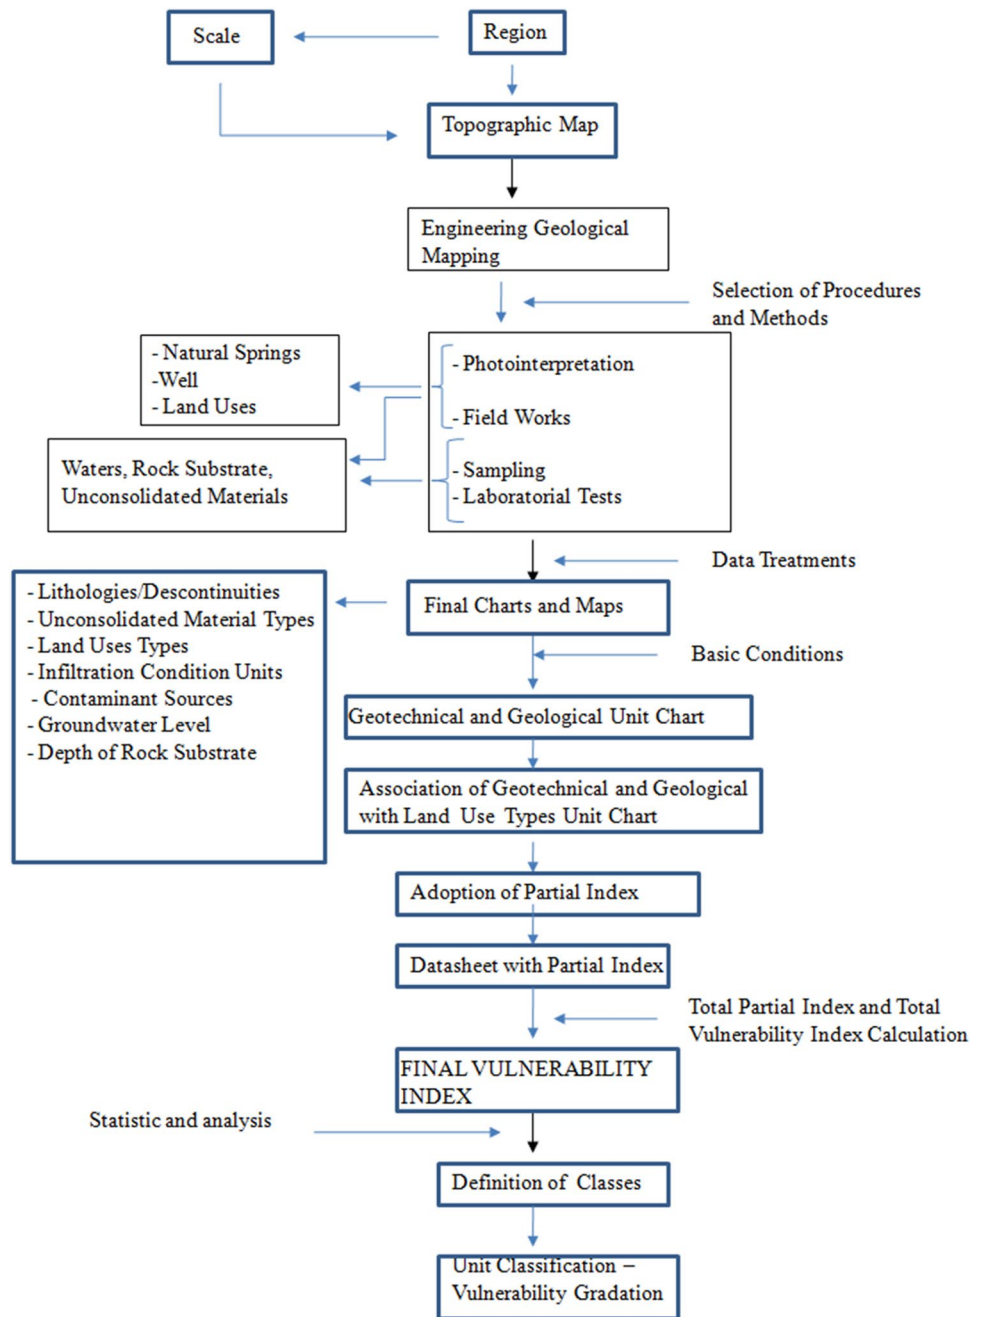 Region
Scale
Topographic Map
Engineering Geological
Mapping
Selection of Procedures
and Methods
- Natural Springs
-Well
- Land Uses
- Photointerpretation
- Field Works
Waters, Rock Substrate,
Unconsolidated Materials
- Sampling
- Laboratorial Tests
Data Treatments
- Lithologies/Descontinuities
- Unconsolidated Material Types
- Land Uses Types
- Infiltration Condition Units
- Contaminant Sources
- Groundwater Level
- Depth of Rock Substrate
Final Charts and Maps
Basic Conditions
Geotechnical and Geological Unit Chart
Association of Geotechnical and Geological
with Land Use Types Unit Chart
Adoption of Partial Index
Datasheet with Partial Index
Total Partial Index and Total
Vulnerability Index Calculation
FINAL VULNERABILITY
INDEX
Statistic and analysis
Definition of Classes
Unit Classification –
Vulnerability Gradation